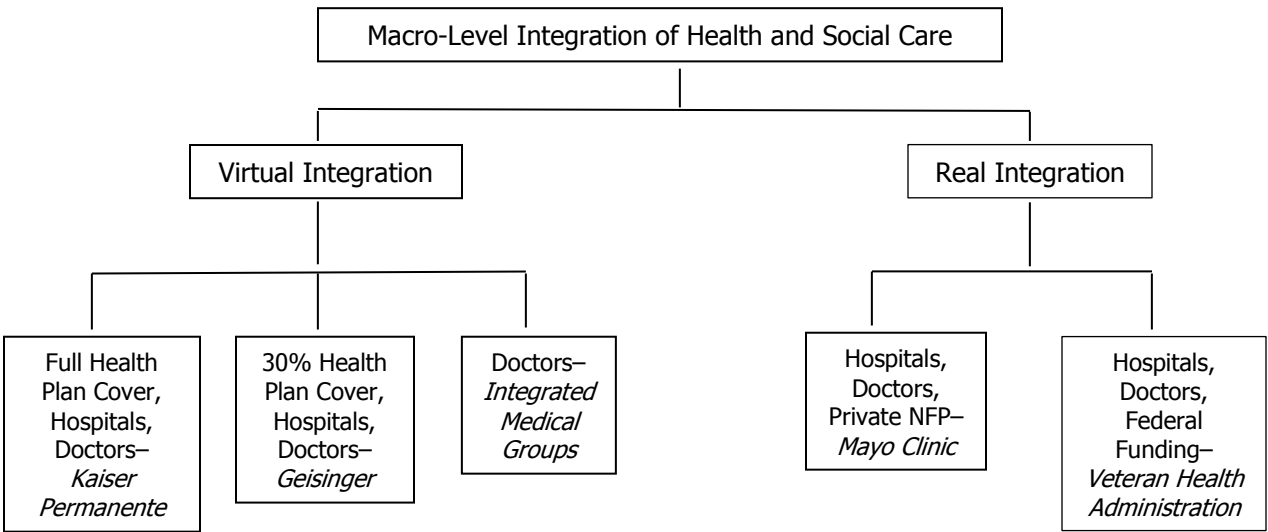 Macro-Level Integration of Health and Social Care
Virtual Integration
Real Integration
Full Health
Plan Cover,
Hospitals,
Doctors–
Kaiser
Permanente
30% Health
Plan Cover,
Hospitals,
Doctors–
Geisinger
Doctors–
Integrated
Medical
Groups
Hospitals,
Doctors,
Private NFP–
Mayo Clinic
Hospitals,
Doctors,
Federal
Funding–
Veteran Health
Administration